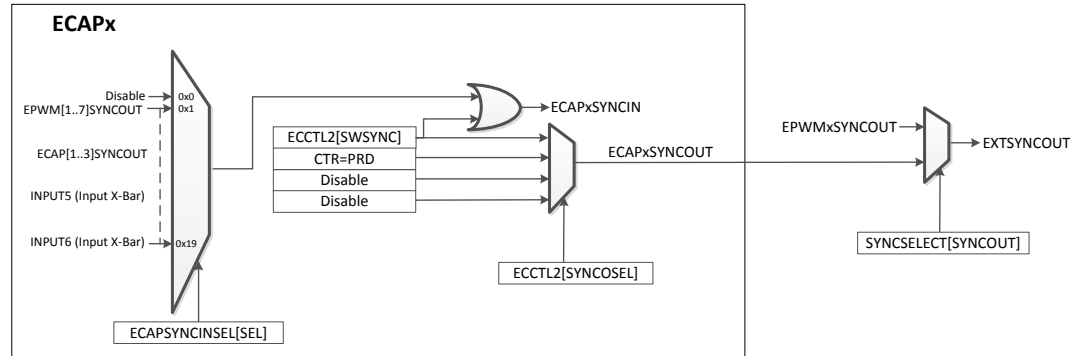 ECAPx
Disable
0x0
EPWM[1..7]SYNCOUT
0x1
ECAP[1..3]SYNCOUT
INPUT5 (Input X-Bar)
INPUT6 (Input X-Bar)
0x19
ECAPSYNCINSEL[SEL]
ECAPxSYNCIN
ECCTL2[SWSYNC]
CTR=PRD
Disable
Disable
ECAPxSYNCOUT
ECCTL2[SYNCOSEL]
EPWMxSYNCOUT
EXTSYNCOUT
SYNCSELECT[SYNCOUT]